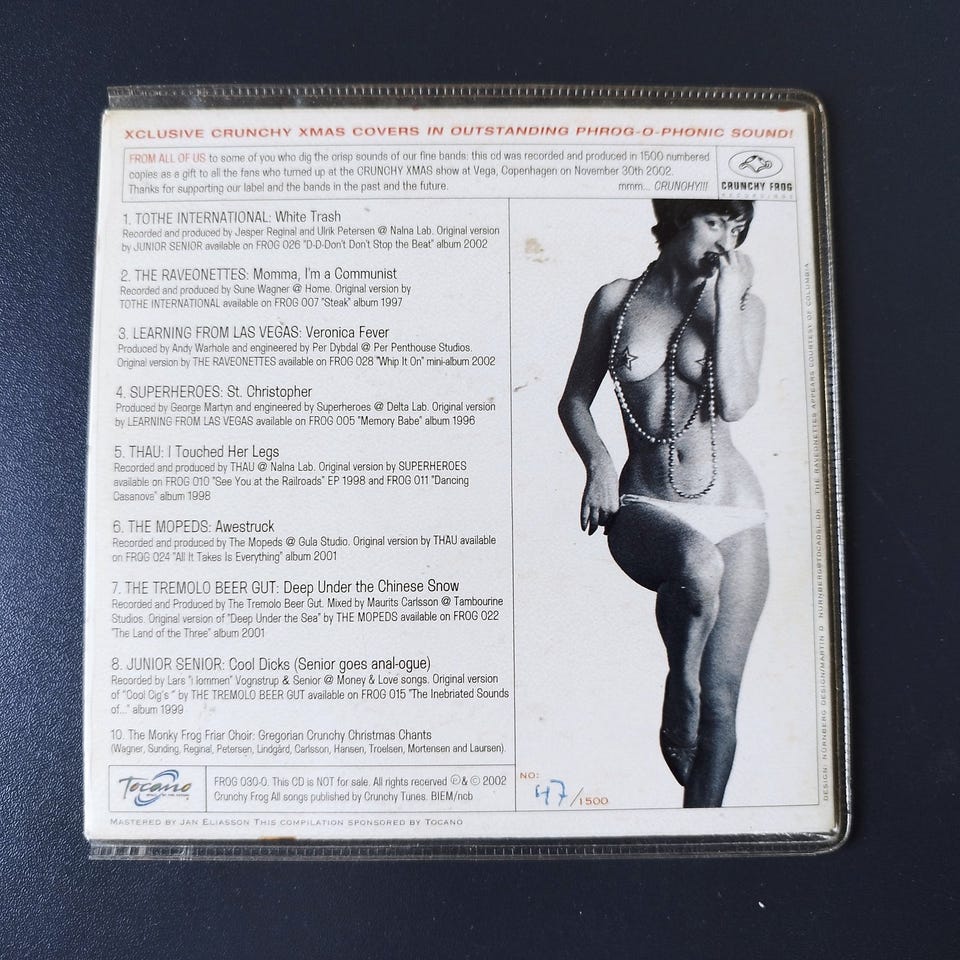 XCLUSIVE CRUNCHY XMAS COVERS IN OUTSTANDING PHROG-O-PHONIC SOUND!
FROM ALL OF US to some of you who dig the crisp sounds of our fine bands: this cd was recorded and produced in 1500 numbered
copies as a gift to all the fans who turned up at the CRUNCHY XMAS show at Vega, Copenhagen on November 30th 2002.
Thanks for supporting our label and the bands in the past and the future. mmm... CRUNCHY!!!
CRUNCHY FROG
RECORDINGS
1. TOTHE INTERNATIONAL: White Trash
Recorded and produced by Jesper Reginal and Ulrik Petersen @ Nalna Lab. Original version
by JUNIOR SENIOR available on FROG 026 "D-D-Don't Don't Stop the Beat" album 2002
2. THE RAVEONETTES: Momma, I'm a Communist
Recorded and produced by Sune Wagner @ Home. Original version by
TOTHE INTERNATIONAL available on FROG 007 "Steak" album 1997
3. LEARNING FROM LAS VEGAS: Veronica Fever
Produced by Andy Warhole and engineered by Per Dybdal @ Per Penthouse Studios.
Original version by THE RAVEONETTES available on FROG 028 "Whip It On" mini-album 2002
4. SUPERHEROES: St. Christopher
Produced by George Martyn and engineered by Superheroes @ Delta Lab. Original version
by LEARNING FROM LAS VEGAS available on FROG 005 "Memory Babe" album 1996
5. THAU: I Touched Her Legs
Recorded and produced by THAU @ Nalna Lab. Original version by SUPERHEROES
available on FROG 010 "See You at the Railroads" EP 1998 and FROG 011 "Dancing
Casanova" album 1998
6. THE MOPEDS: Awestruck
Recorded and produced by The Mopeds @ Gula Studio. Original version by THAU available
on FROG 024 "All It Takes Is Everything" album 2001
7. THE TREMOLO BEER GUT: Deep Under the Chinese Snow
Recorded and Produced by The Tremolo Beer Gut. Mixed by Maurits Carlsson @ Tambourine
Studios. Original version of "Deep Under the Sea" by THE MOPEDS available on FROG 022
"The Land of the Three" album 2001
8. JUNIOR SENIOR: Cool Dicks (Senior goes anal-ogue)
Recorded by Lars "i lommen" Vognstrup & Senior @ Money & Love songs. Original version
of "Cool Cig's" by THE TREMOLO BEER GUT available on FROG 015 "The Inebriated Sounds
of..." album 1999
10. The Monky Frog Friar Choir: Gregorian Crunchy Christmas Chants
(Wagner, Sunding, Reginal, Petersen, Lindgård, Carlsson, Hansen, Troelsen, Mortensen and Laursen).
Tocano
FROG 030-0. This CD is NOT for sale. All rights reserved ℗ & © 2002
Crunchy Frog All songs published by Crunchy Tunes. BIEM/ncb
NO: 47/1500
MASTERED BY JAN ELIASSON THIS COMPILATION SPONSORED BY TOCANO
DESIGN: NÜRNBERG DESIGN/MARTIN D. NURNBERG@TOCADSL.DK THE RAVEONETTES APPEARS COURTESY OF COLUMBIA